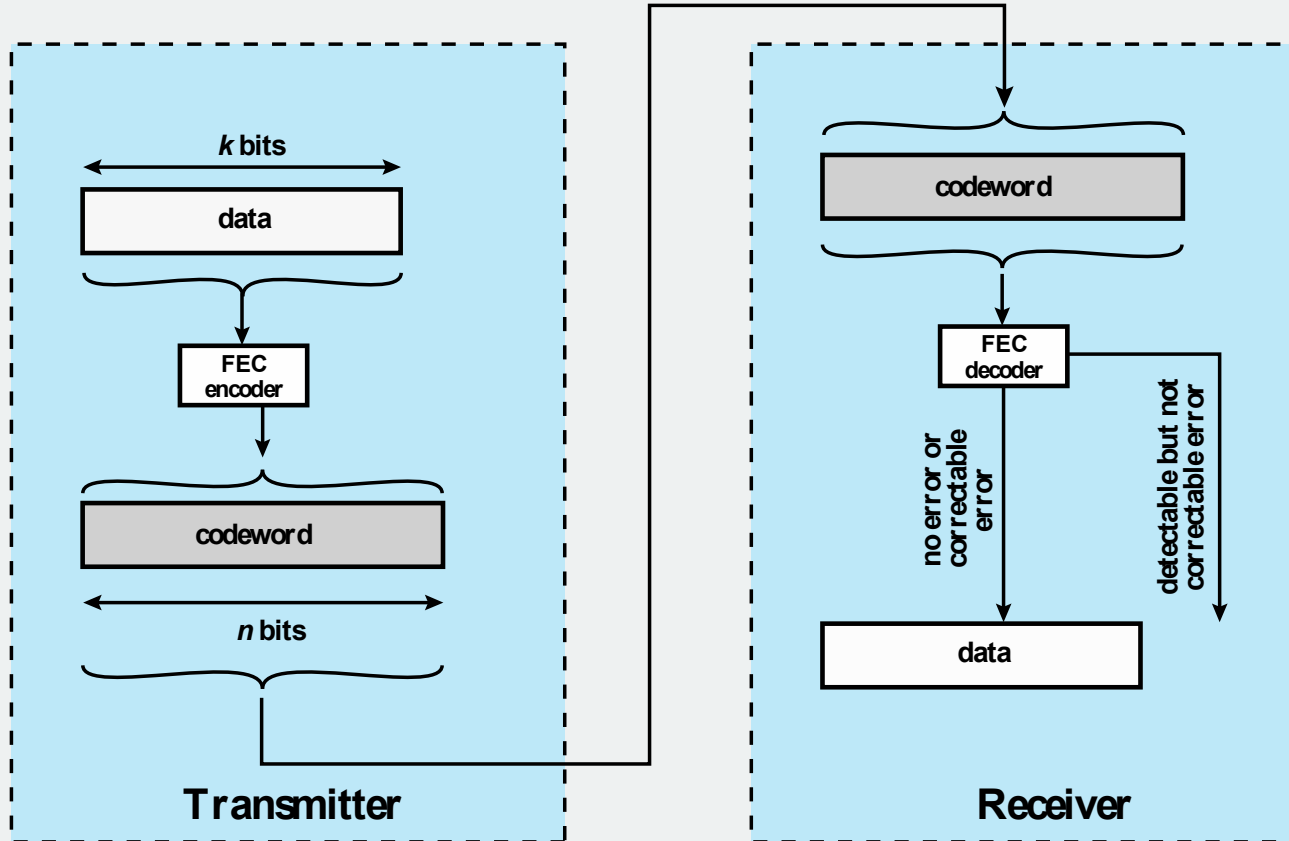 k bits
data
FEC
encoder
codeword
n bits
Transmitter
codeword
FEC
decoder
no error or
correctable
error
detectable but not
correctable error
data
Receiver